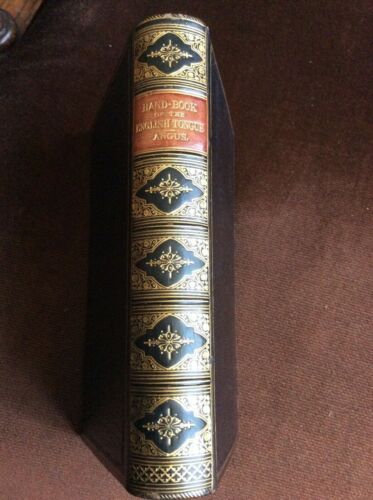 HAND-BOOK
OF THE
ENGLISH TONGUE
ANGUS.